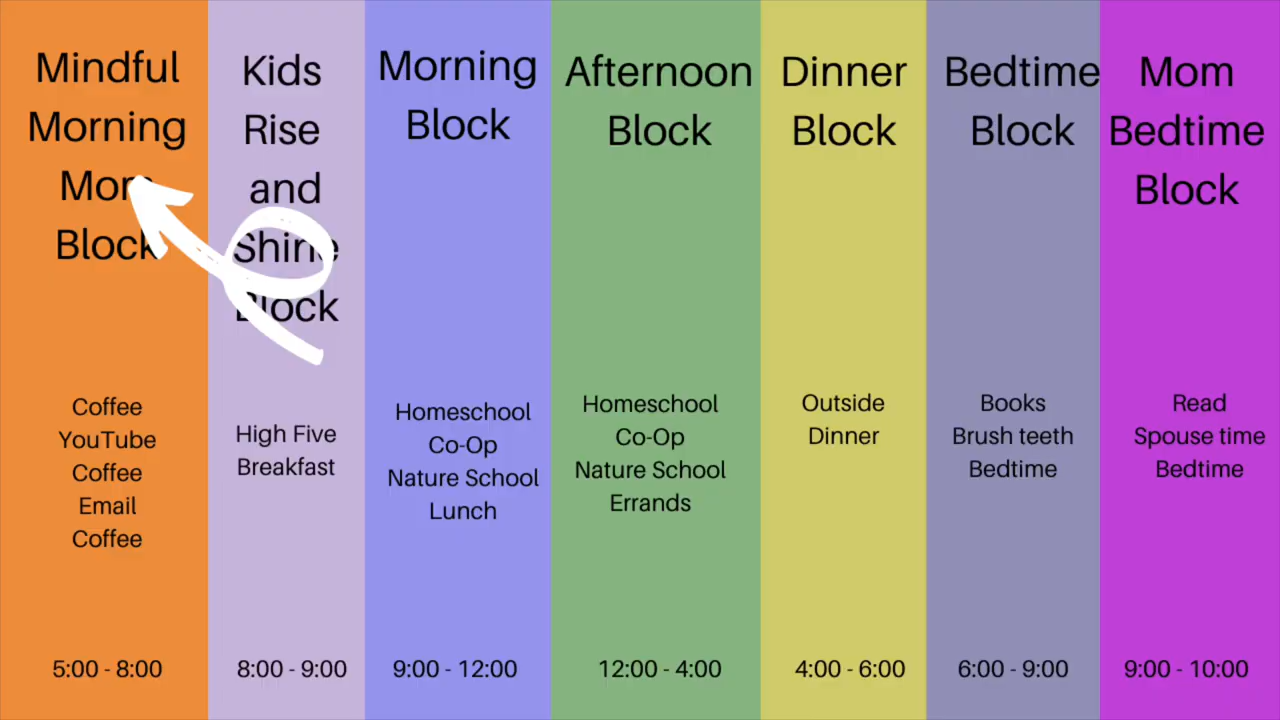 Mindful
Morning
Mom
Block
Coffee
YouTube
Coffee
Email
Coffee
5:00 - 8:00
Kids
Rise
and
Shine
Block
High Five
Breakfast
8:00 - 9:00
Morning
Block
Homeschool
Co-Op
Nature School
Lunch
9:00 - 12:00
Afternoon
Block
Homeschool
Co-Op
Nature School
Errands
12:00 - 4:00
Dinner
Block
Outside
Dinner
4:00 - 6:00
Bedtime
Block
Books
Brush teeth
Bedtime
6:00 - 9:00
Mom
Bedtime
Block
Read
Spouse time
Bedtime
9:00 - 10:00